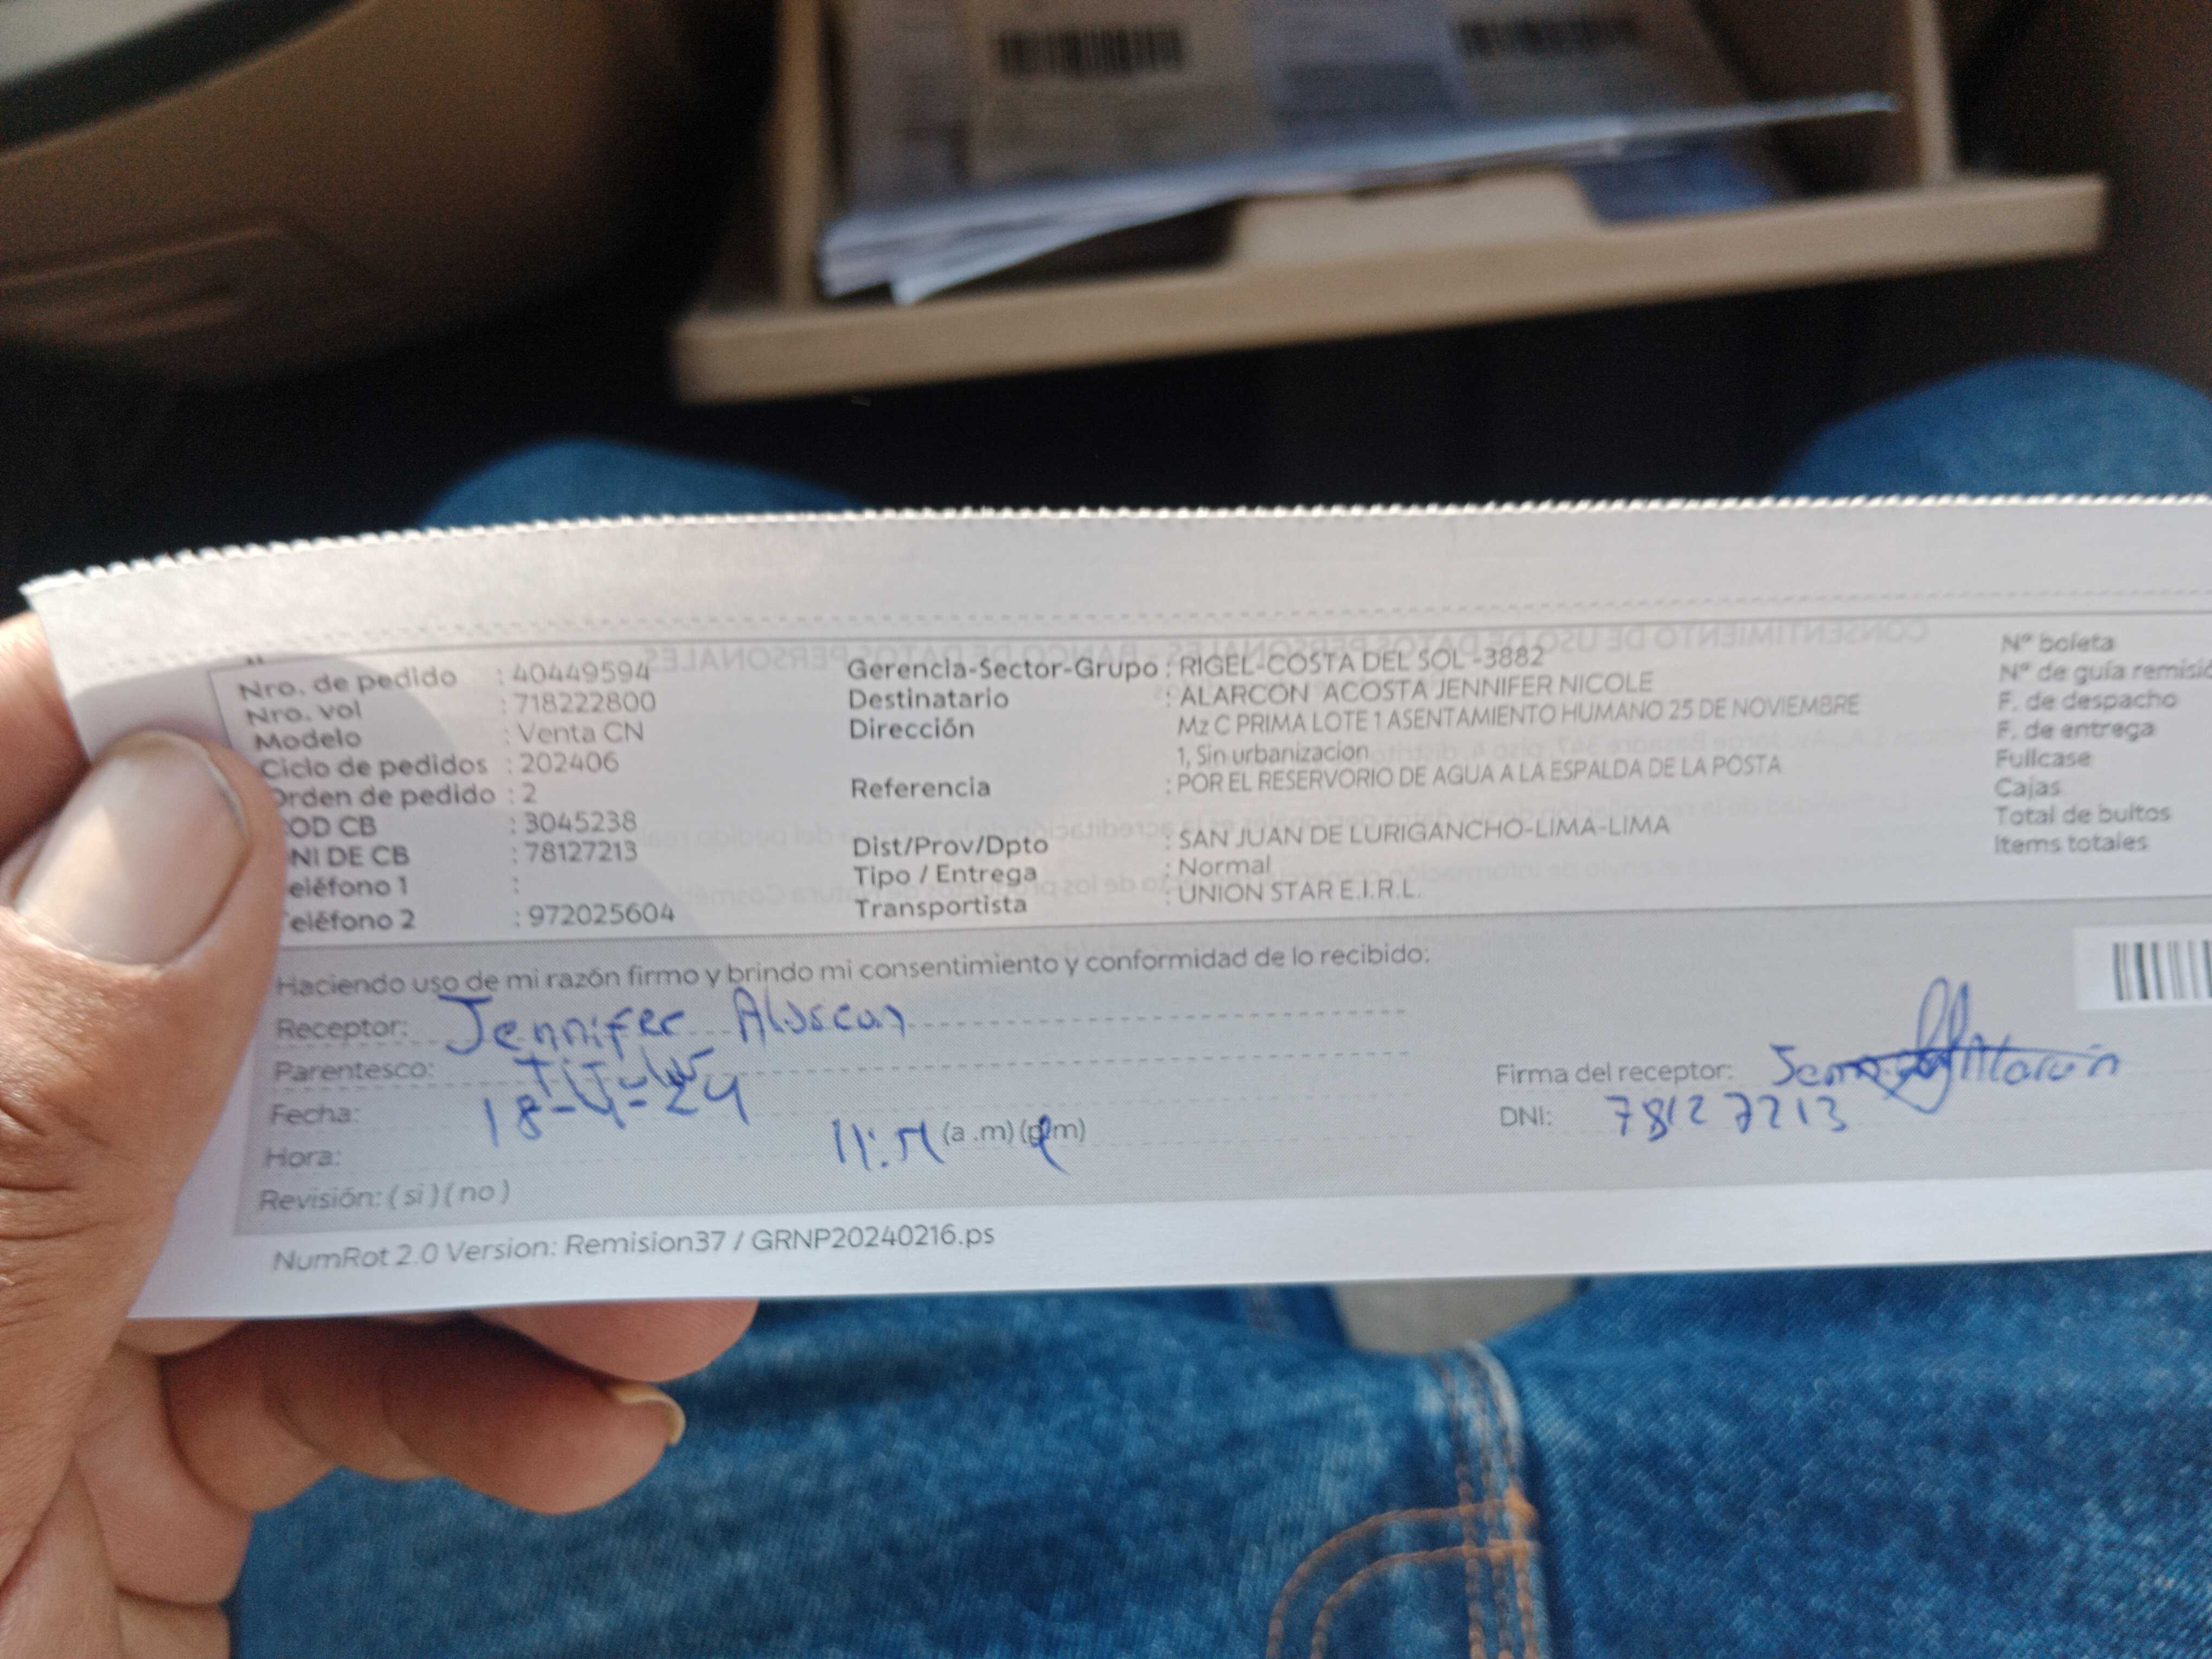 Nro. de pedido : 40449594
Nro. vol : 718222800
Modelo : Venta CN
Ciclo de pedidos : 202406
Orden de pedido : 2
COD CB : 3045238
DNI DE CB : 78127213
Teléfono 1 :
Teléfono 2 : 972025604
Gerencia-Sector-Grupo : RIGEL-COSTA DEL SOL -3882
Destinatario : ALARCON ACOSTA JENNIFER NICOLE
Dirección Mz C PRIMA LOTE 1 ASENTAMIENTO HUMANO 25 DE NOVIEMBRE
1, Sin urbanizacion
Referencia : POR EL RESERVORIO DE AGUA A LA ESPALDA DE LA POSTA
Dist/Prov/Dpto : SAN JUAN DE LURIGANCHO-LIMA-LIMA
Tipo / Entrega : Normal
Transportista : UNION STAR E.I.R.L.
Nº boleta
Nº de guía remisió
F. de despacho
F. de entrega
Fullcase
Cajas
Total de bultos
Items totales
Haciendo uso de mi razón firmo y brindo mi consentimiento y conformidad de lo recibido:
Receptor: Jennifer Alarcon
Parentesco:
Fecha: 18-4-24
Hora: 11:51 (a .m) (p.m)
Revisión: ( si ) ( no )
Firma del receptor: Alarcón
DNI: 78127213
NumRot 2.0 Version: Remision37 / GRNP20240216.ps